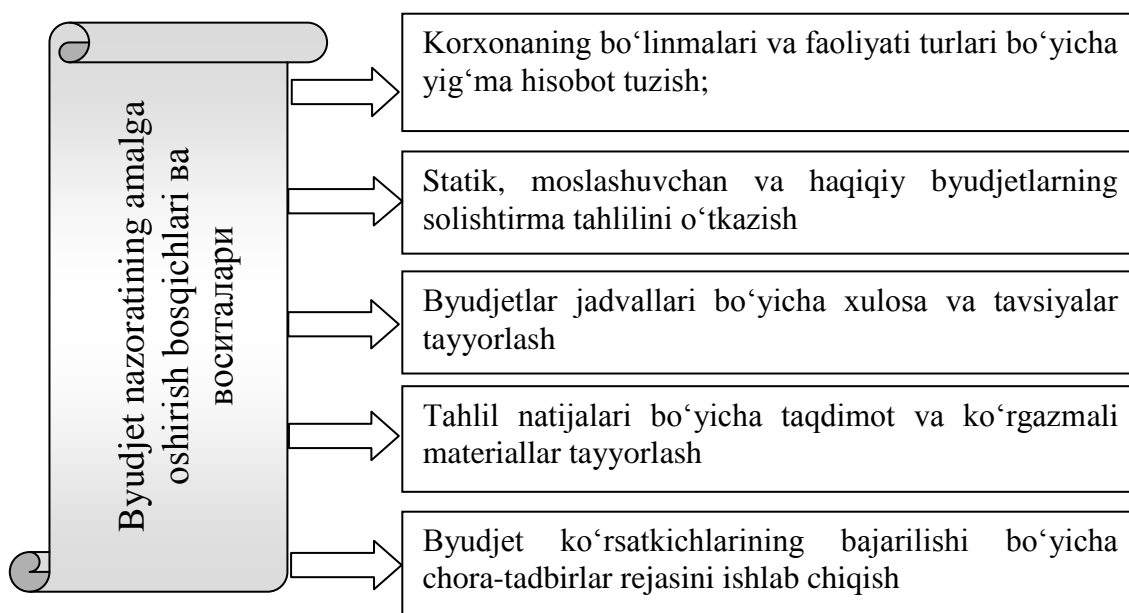 Byudjet nazoratining amalga
oshirish bosqichlari ва
воситалари
Korxonaning bo‘linmalari va faoliyati turlari bo‘yicha
yig‘ma hisobot tuzish;
Statik, moslashuvchan va haqiqiy byudjetlarning
solishtirma tahlilini o‘tkazish
Byudjetlar jadvallari bo‘yicha xulosa va tavsiyalar
tayyorlash
Tahlil natijalari bo‘yicha taqdimot va ko‘rgazmali
materiallar tayyorlash
Byudjet ko‘rsatkichlarining bajarilishi bo‘yicha
chora-tadbirlar rejasini ishlab chiqish